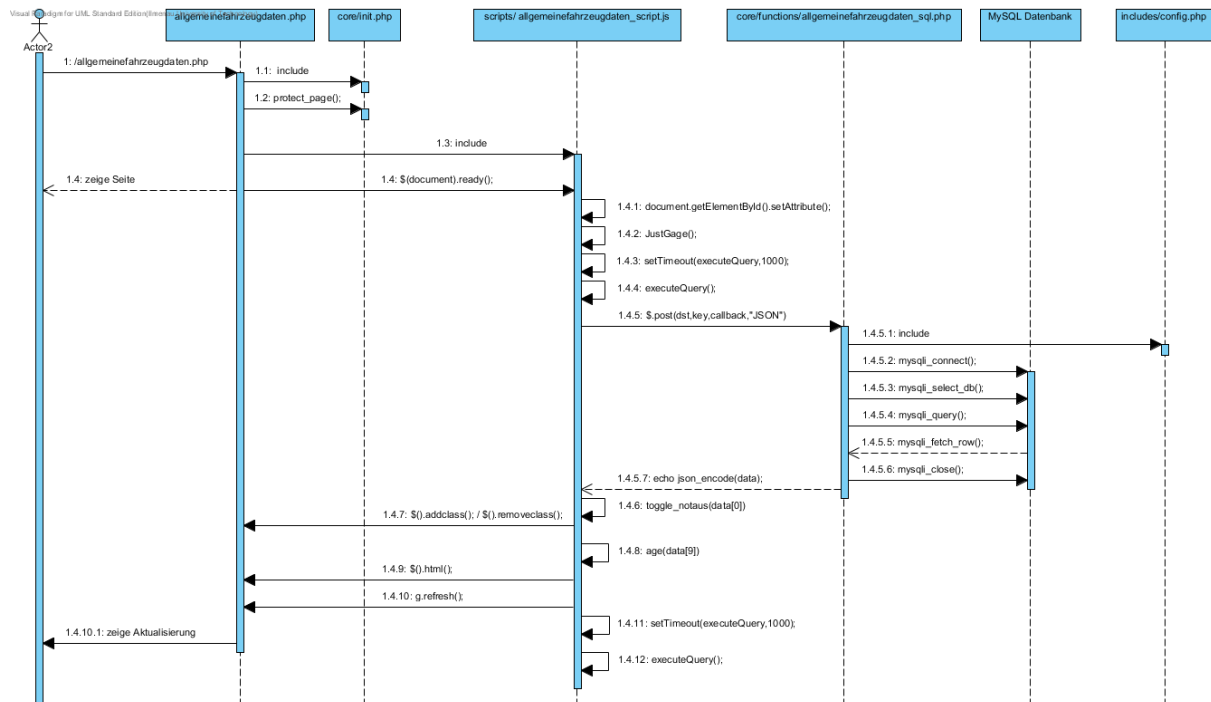 Visual Paradigm for UML Standard Edition(Ilmenau
allgemeinefahrzeugdaten.php
core/init.php
scripts/ allgemeinefahrzeugdaten_script.js
core/functions/allgemeinefahrzeugdaten_sql.php
MySQL Datenbank
includes/config.php
Actor2
1: /allgemeinefahrzeugdaten.php
1.1: include
1.2: protect_page();
1.3: include
1.4: zeige Seite
1.4: $(document).ready();
1.4.1: document.getElementById().setAttribute();
1.4.2: JustGage();
1.4.3: setTimeout(executeQuery,1000);
1.4.4: executeQuery();
1.4.5: $.post(dst,key,callback,"JSON")
1.4.5.1: include
1.4.5.2: mysqli_connect();
1.4.5.3: mysqli_select_db();
1.4.5.4: mysqli_query();
1.4.5.5: mysqli_fetch_row();
1.4.5.6: mysqli_close();
1.4.5.7: echo json_encode(data);
1.4.6: toggle_notaus(data[0])
1.4.7: $().addclass(); / $().removeclass();
1.4.8: age(data[9])
1.4.9: $().html();
1.4.10: g.refresh();
1.4.11: setTimeout(executeQuery,1000);
1.4.10.1: zeige Aktualisierung
1.4.12: executeQuery();